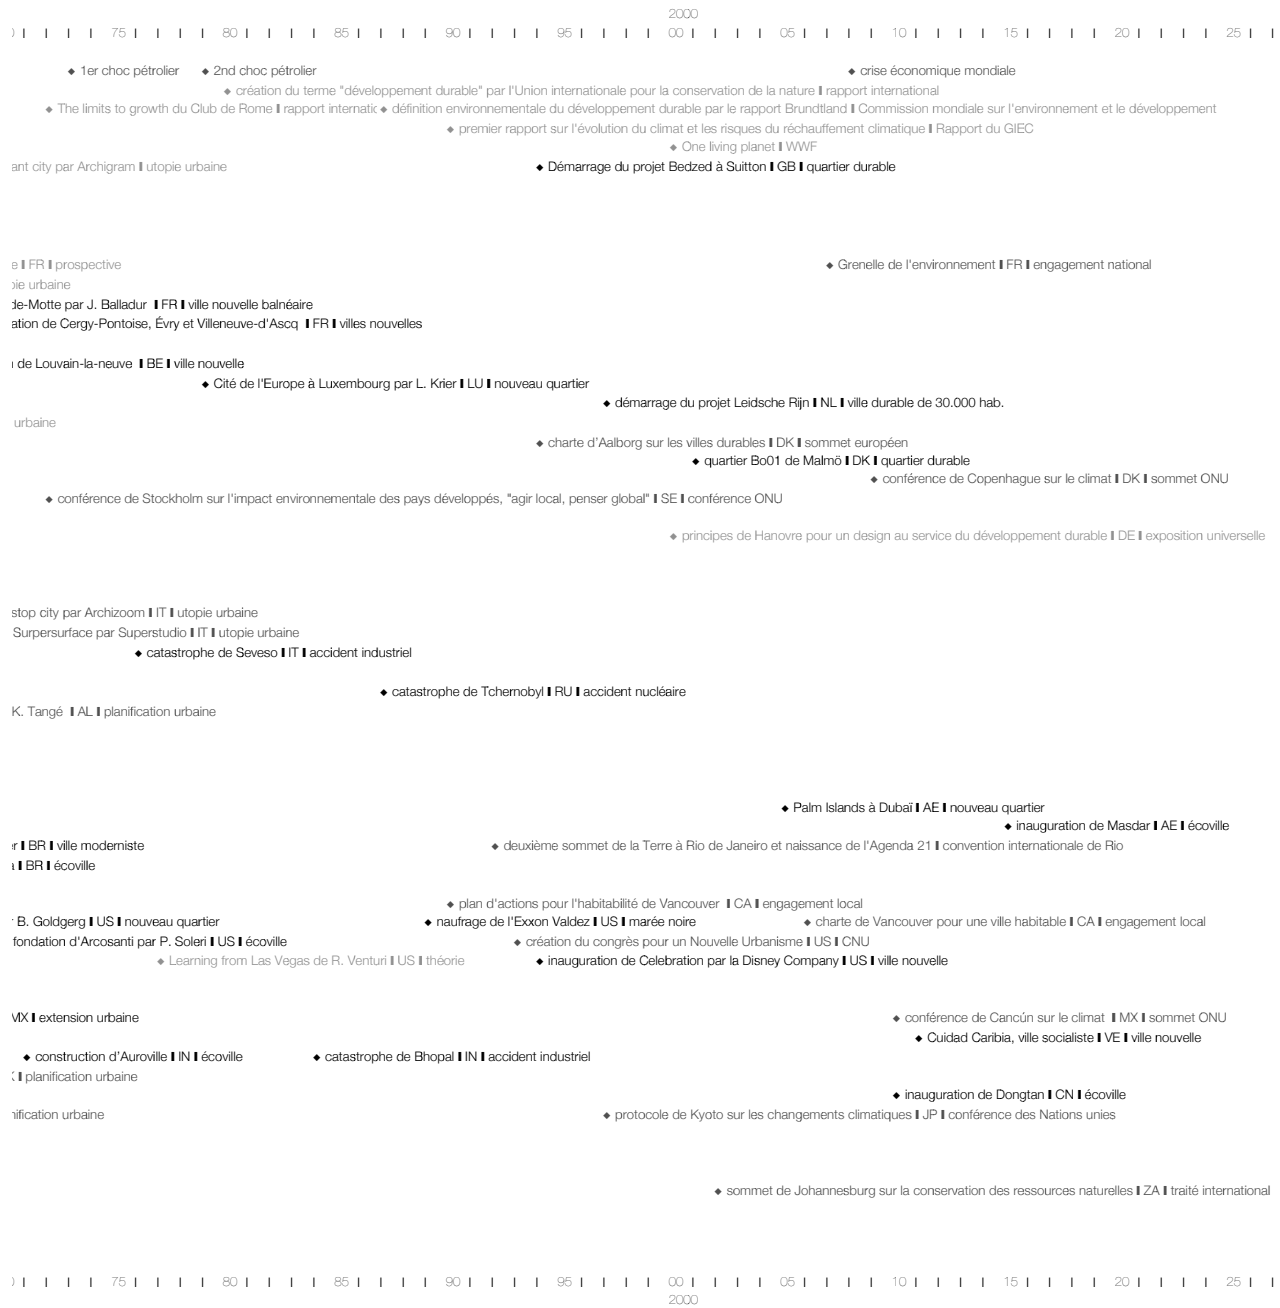 2000
75 80 85 90 95 00 05 10 15 20 25
1er choc pétrolier 2nd choc pétrolier crise économique mondiale
création du terme "développement durable" par l'Union internationale pour la conservation de la nature I rapport international
The limits to growth du Club de Rome I rapport internatic définition environnementale du développement durable par le rapport Brundtland I Commission mondiale sur l'environnement et le développement
premier rapport sur l'évolution du climat et les risques du réchauffement climatique I Rapport du GIEC
One living planet I WWF
ant city par Archigram I utopie urbaine Démarrage du projet Bedzed à Suitton I GB I quartier durable
e I FR I prospective Grenelle de l'environnement I FR I engagement national
pie urbaine
de-Motte par J. Balladur I FR I ville nouvelle balnéaire
ation de Cergy-Pontoise, Évry et Villeneuve-d'Ascq I FR I villes nouvelles
de Louvain-la-neuve I BE I ville nouvelle
Cité de l'Europe à Luxembourg par L. Krier I LU I nouveau quartier
démarrage du projet Leidsche Rijn I NL I ville durable de 30.000 hab.
urbaine
charte d'Aalborg sur les villes durables I DK I sommet européen
quartier Bo01 de Malmö I DK I quartier durable
conférence de Copenhague sur le climat I DK I sommet ONU
conférence de Stockholm sur l'impact environnementale des pays développés, "agir local, penser global" I SE I conférence ONU
principes de Hanovre pour un design au service du développement durable I DE I exposition universelle
stop city par Archizoom I IT I utopie urbaine
Surpersurface par Superstudio I IT I utopie urbaine
catastrophe de Seveso I IT I accident industriel
catastrophe de Tchernobyl I RU I accident nucléaire
K. Tangé I AL I planification urbaine
Palm Islands à Dubaï I AE I nouveau quartier
inauguration de Masdar I AE I écoville
r I BR I ville moderniste deuxième sommet de la Terre à Rio de Janeiro et naissance de l'Agenda 21 I convention internationale de Rio
I BR I écoville
plan d'actions pour l'habitabilité de Vancouver I CA I engagement local
B. Goldgerg I US I nouveau quartier naufrage de l'Exxon Valdez I US I marée noire charte de Vancouver pour une ville habitable I CA I engagement local
fondation d'Arcosanti par P. Soleri I US I écoville création du congrès pour un Nouvelle Urbanisme I US I CNU
Learning from Las Vegas de R. Venturi I US I théorie inauguration de Celebration par la Disney Company I US I ville nouvelle
MX I extension urbaine conférence de Cancún sur le climat I MX I sommet ONU
Cuidad Caribia, ville socialiste I VE I ville nouvelle
construction d'Auroville I IN I écoville catastrophe de Bhopal I IN I accident industriel
I planification urbaine
inauguration de Dongtan I CN I écoville
nification urbaine protocole de Kyoto sur les changements climatiques I JP I conférence des Nations unies
sommet de Johannesburg sur la conservation des ressources naturelles I ZA I traité international
75 80 85 90 95 00 05 10 15 20 25
2000